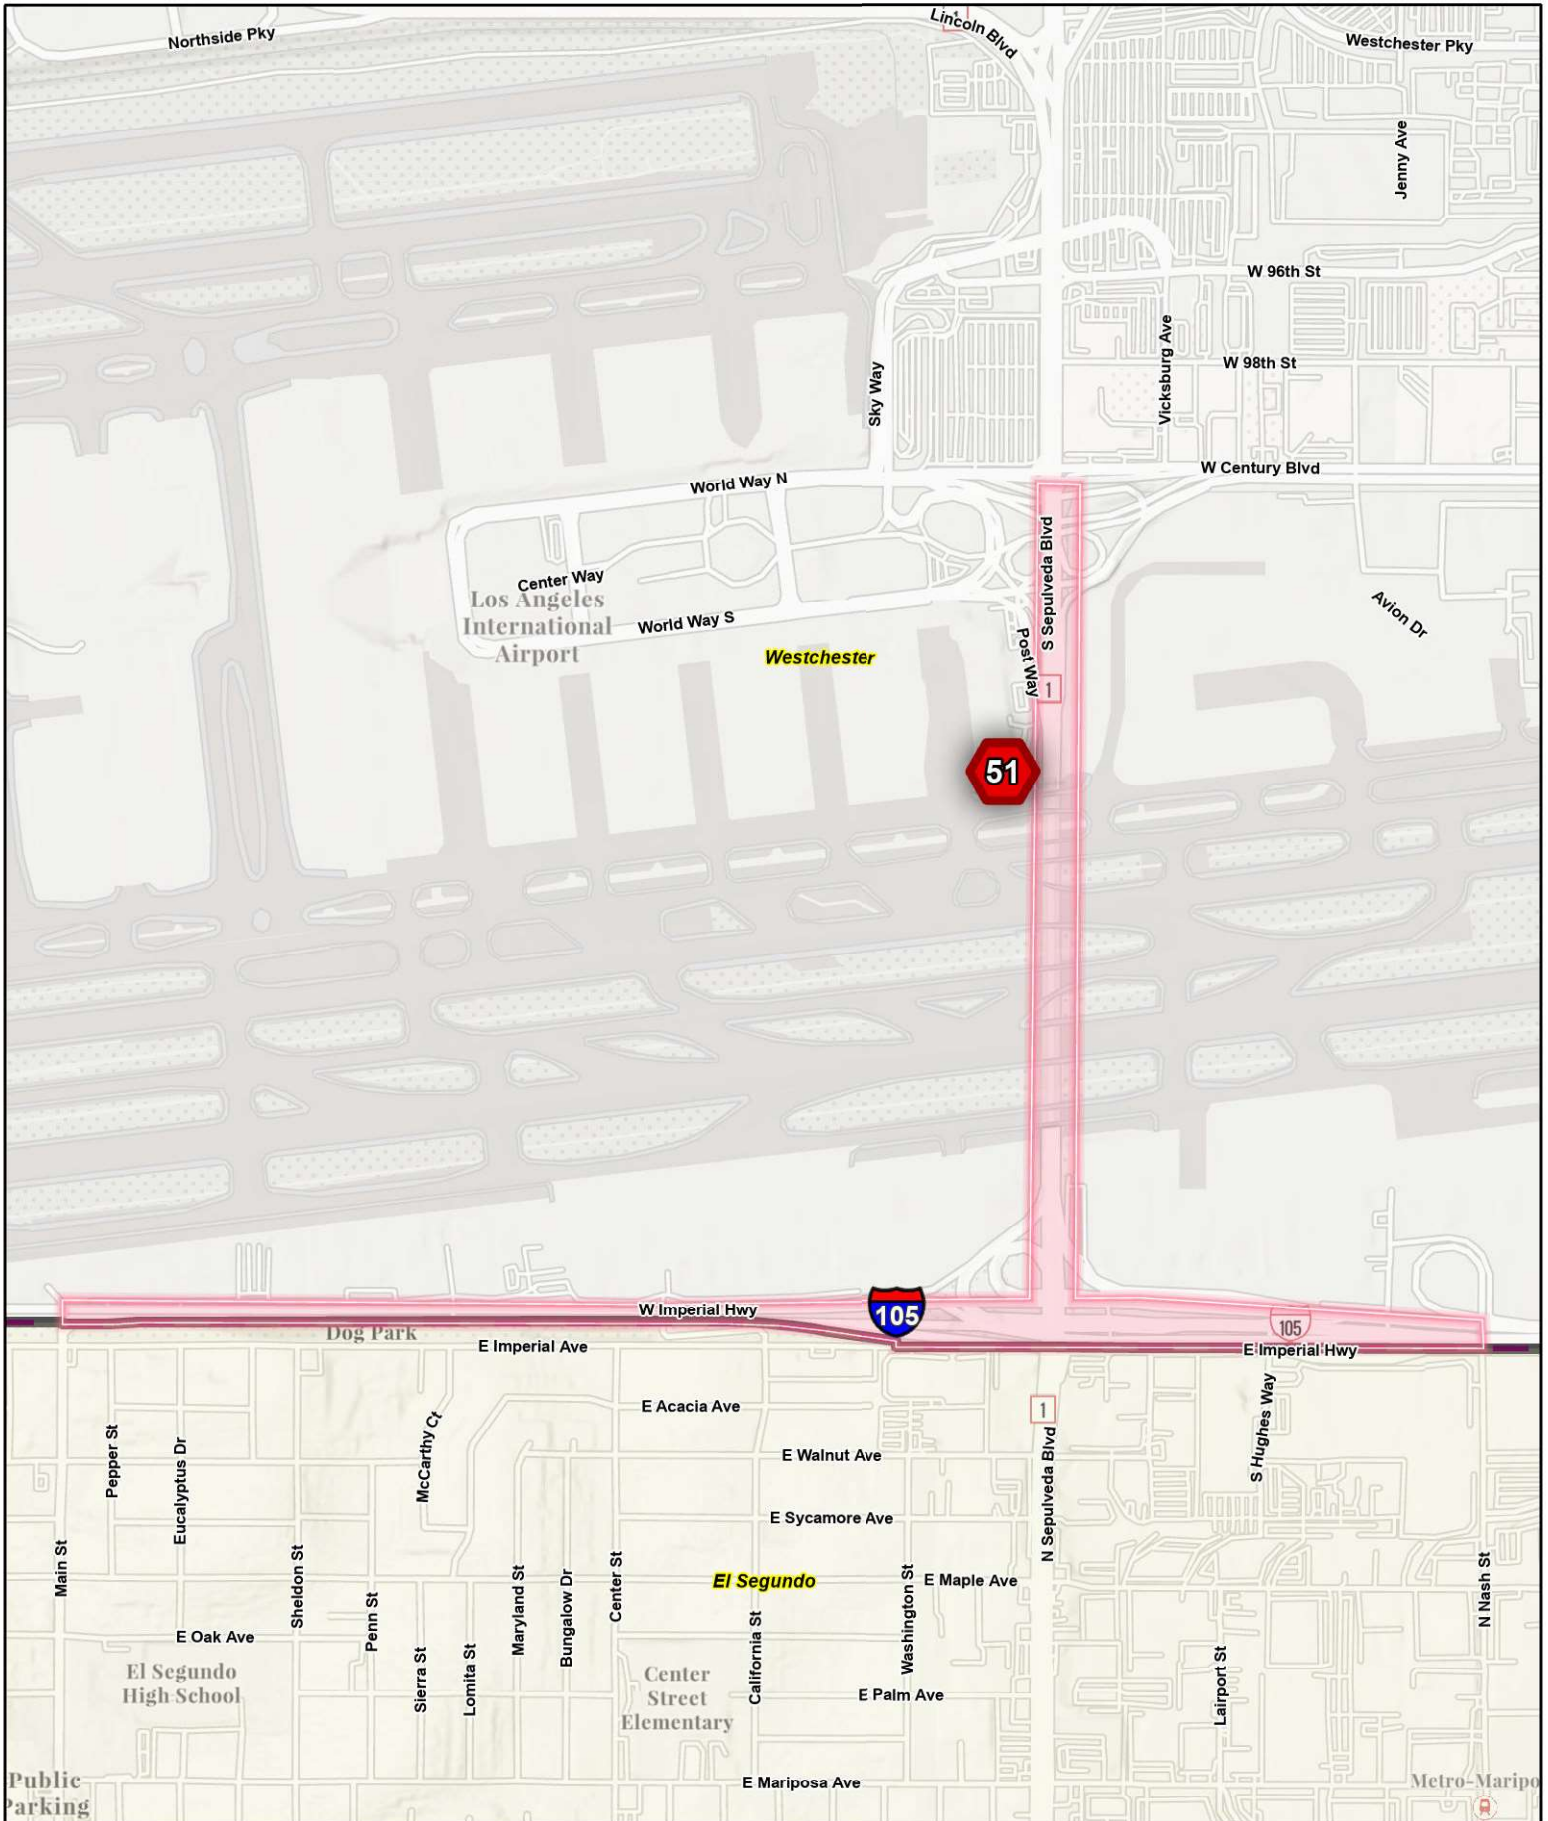 Lincoln Blvd
Northside Pky
Westchester Pky
Jenny Ave
W 96th St
Sky Way
Vicksburg Ave
W 98th St
W Century Blvd
World Way N
S Sepulveda Blvd
Center Way
Los Angeles
International
Airport
World Way S
Avion Dr
Post Way
Westchester
1
51
W Imperial Hwy
105
105
Dog Park
E Imperial Ave
E Imperial Hwy
E Acacia Ave
1
S Hughes Way
Pepper St
Eucalyptus Dr
McCarthy Ct
E Walnut Ave
N Sepulveda Blvd
E Sycamore Ave
Main St
Sheldon St
Penn St
Maryland St
Bungalow Dr
Center St
El Segundo
Washington St
E Maple Ave
N Nash St
E Oak Ave
Sierra St
Lomita St
California St
Lairport St
El Segundo
High School
Center
Street
Elementary
E Palm Ave
Public
Parking
E Mariposa Ave
Metro-Maripo